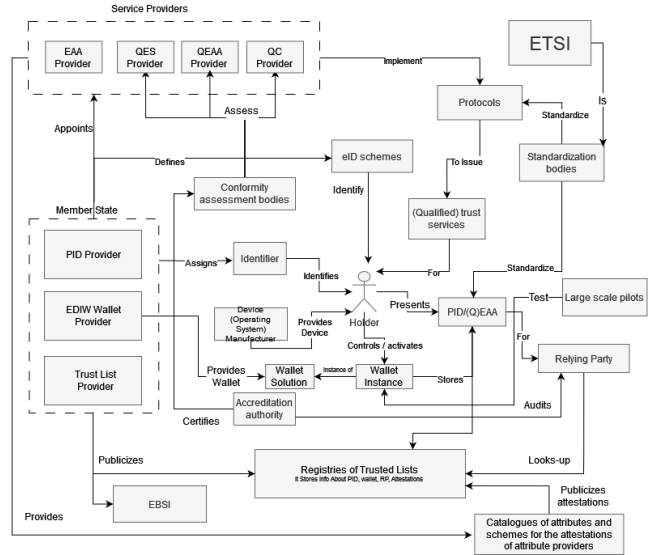 Service Providers
EAA
Provider
QES
Provider
QEAA
Provider
QC
Provider
ETSI
Implement
Is
Protocols
Standardize
Assess
Appoints
Defines
eID schemes
To Issue
Standardization
bodies
Conformity
assessment bodies
Identify
Member State
(Qualified) trust
services
PID Provider
Assigns
Identifier
Identifies
For
Standardize
EDIW Wallet
Provider
Device
(Operating
System)
Manufacturer
Provides
Device
Holder
Presents
PID/(Q)EAA
Test
Large scale pilots
For
Controls / activates
Relying Party
Trust List
Provider
Provides
Wallet
Wallet
Solution
Instance of
Wallet
Instance
Stores
Accreditation
authority
Certifies
Audits
Publicizes
Registries of Trusted Lists
It Stores info About PID, wallet, RP, Attestations
Looks-up
EBSI
Publicizes
attestations
Provides
Catalogues of attributes and
schemes for the attestations
of attribute providers